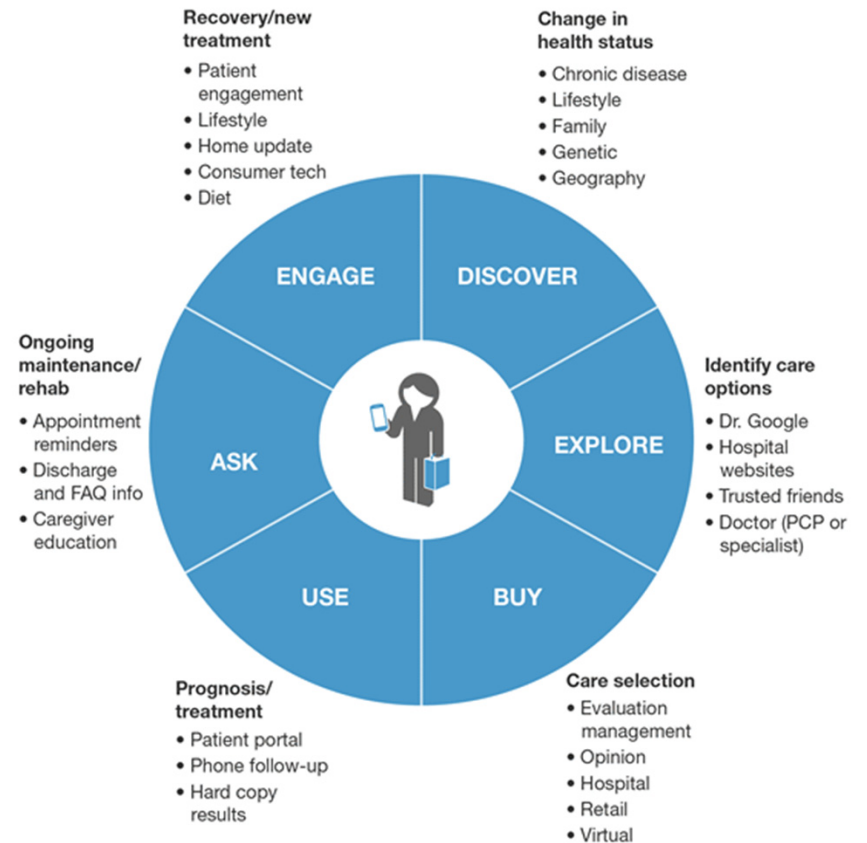 Recovery/new
treatment
• Patient
engagement
• Lifestyle
• Home update
• Consumer tech
• Diet
Change in
health status
• Chronic disease
• Lifestyle
• Family
• Genetic
• Geography
ENGAGE
DISCOVER
Ongoing
maintenance/
rehab
• Appointment
reminders
• Discharge
and FAQ info
• Caregiver
education
ASK
EXPLORE
Identify care
options
• Dr. Google
• Hospital
websites
• Trusted friends
• Doctor (PCP or
specialist)
USE
BUY
Prognosis/
treatment
• Patient portal
• Phone follow-up
• Hard copy
results
Care selection
• Evaluation
management
• Opinion
• Hospital
• Retail
• Virtual